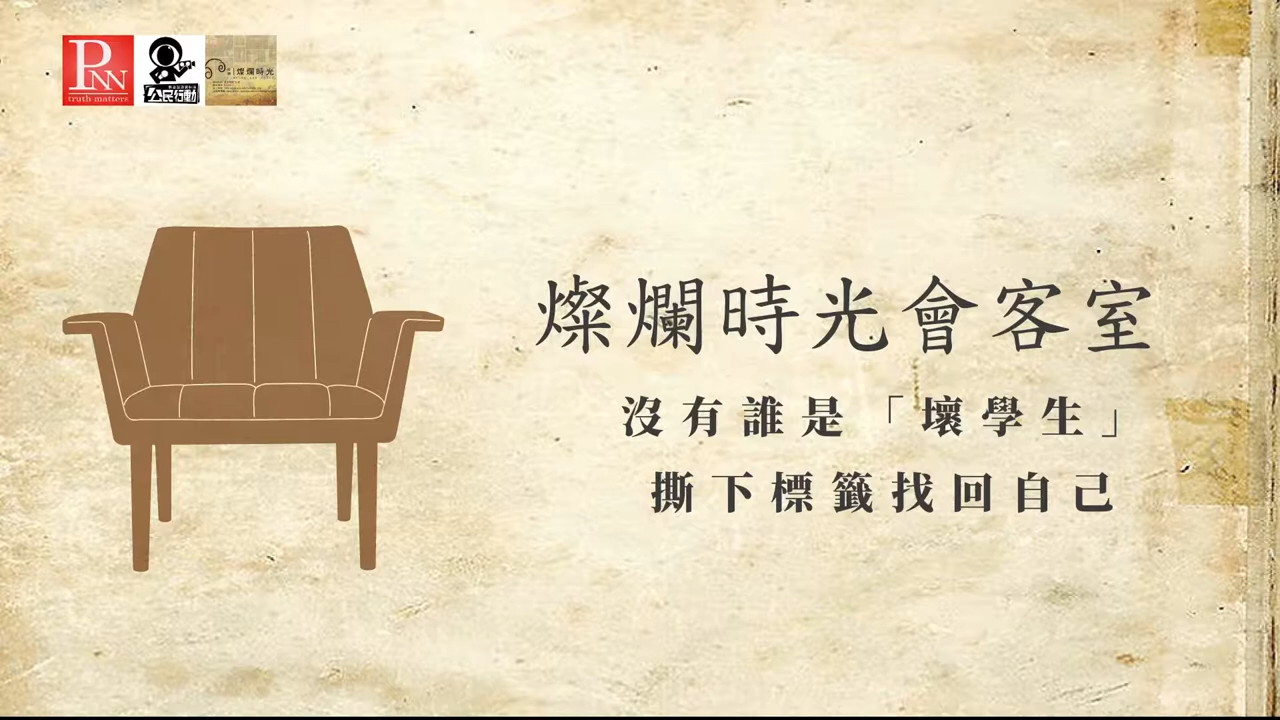 PNN
truth matters
公民行動
燦爛時光
燦爛時光會客室
沒有誰是「壞學生」
撕下標籤找回自己